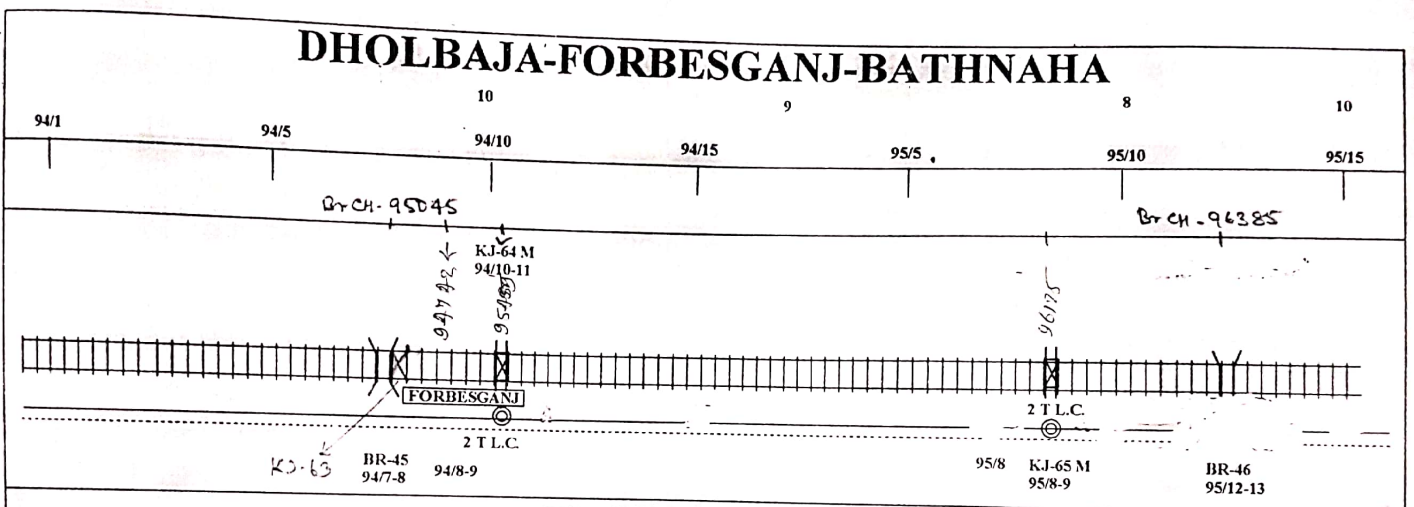 DHOLBAJA-FORBESGANJ-BATHNAHA
10 9 8 10
94/1 94/5 94/10 94/15 95/5 95/10 95/15
Br CH - 95045 Br CH - 96385
KJ-64 M
94/10-11
96175
FORBESGANJ
2 T L.C.
2 T L.C.
KJ-63 BR-45 94/8-9 95/8 KJ-65 M BR-46
94/7-8 95/8-9 95/12-13